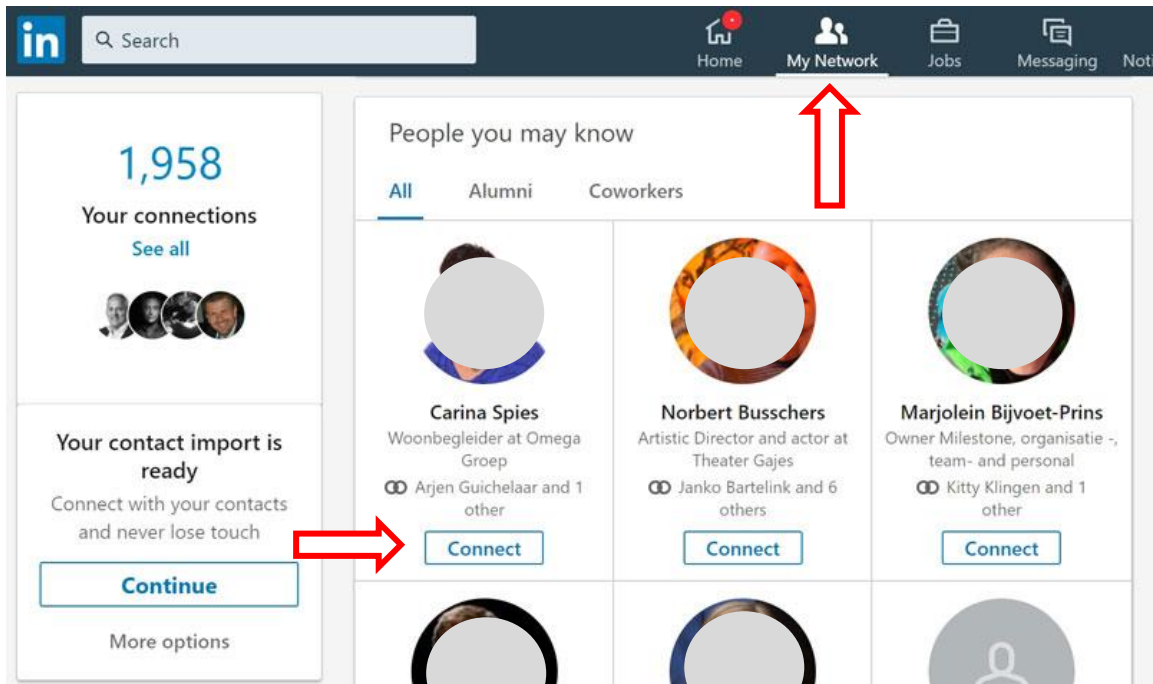 in
Search
Home
My Network
Jobs
Messaging
Noti
1,958
Your connections
See all
Your contact import is
ready
Connect with your contacts
and never lose touch
Continue
More options
People you may know
All Alumni Coworkers
Carina Spies
Woonbegleider at Omega
Groep
Arjen Guichelaar and 1
other
Connect
Norbert Busschers
Artistic Director and actor at
Theater Gajes
Janko Bartelink and 6
others
Connect
Marjolein Bijvoet-Prins
Owner Milestone, organisatie -,
team- and personal
Kitty Klingen and 1
other
Connect